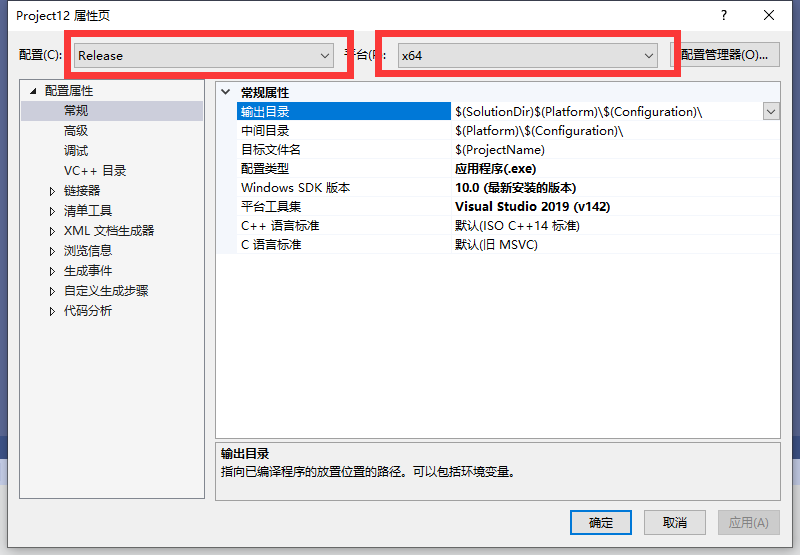 Project12 属性页
配置(C): Release 平台(P): x64 配置管理器(O)...
配置属性
常规
高级
调试
VC++ 目录
链接器
清单工具
XML 文档生成器
浏览信息
生成事件
自定义生成步骤
代码分析
常规属性
输出目录 $(SolutionDir)$(Platform)\$(Configuration)\
中间目录 $(Platform)\$(Configuration)\
目标文件名 $(ProjectName)
配置类型 应用程序(.exe)
Windows SDK 版本 10.0 (最新安装的版本)
平台工具集 Visual Studio 2019 (v142)
C++ 语言标准 默认(ISO C++14 标准)
C 语言标准 默认(旧 MSVC)
输出目录
指向已编译程序的放置位置的路径。可以包括环境变量。
确定 取消 应用(A)